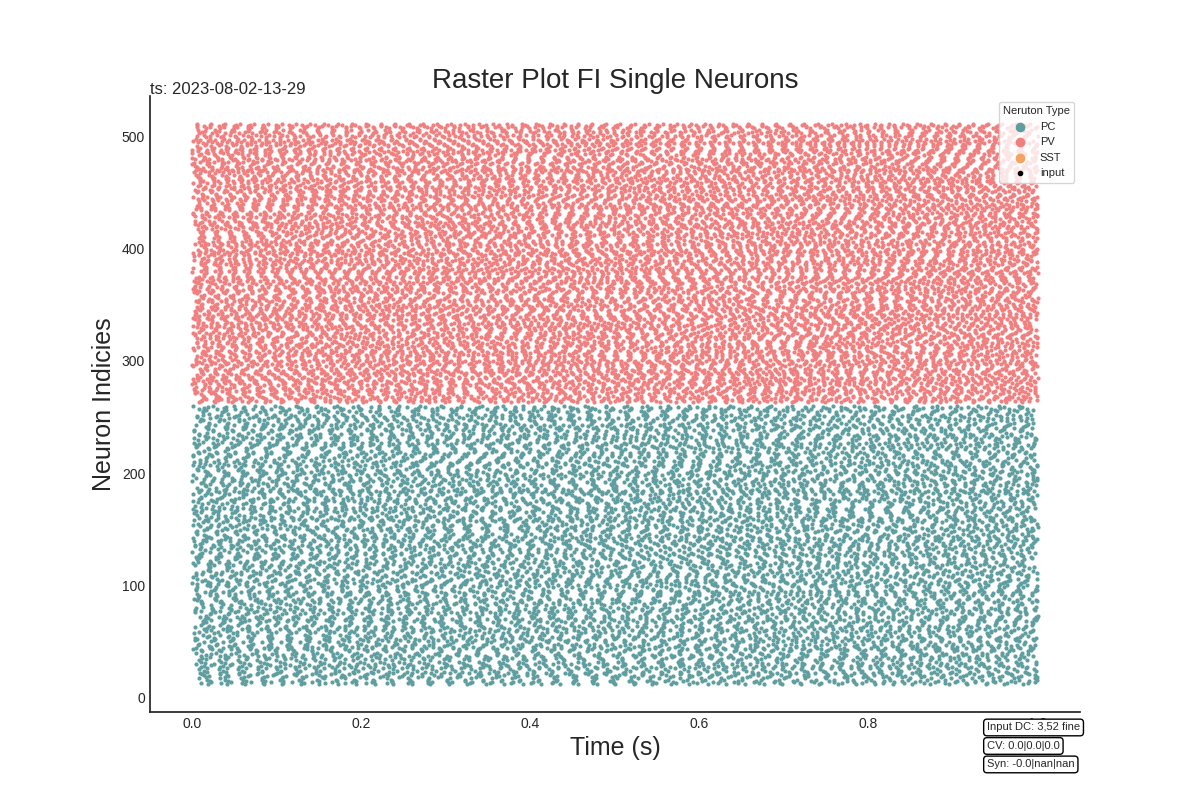 Raster Plot FI Single Neurons
ts: 2023-08-02-13-29
Neruton Type
PC
PV
SST
input
500
400
300
200
100
0
Neuron Indicies
0.0 0.2 0.4 0.6 0.8
Time (s)
Input DC: 3,52 fine
CV: 0.0|0.0|0.0
Syn: -0.0|nan|nan